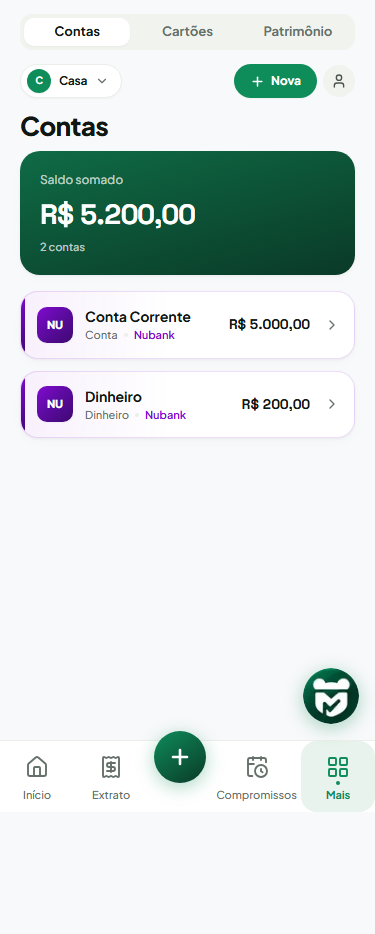 Contas Cartões Patrimônio
C Casa + Nova
Contas
Saldo somado
R$ 5.200,00
2 contas
NU Conta Corrente R$ 5.000,00
Conta Nubank
NU Dinheiro R$ 200,00
Dinheiro Nubank
Início Extrato Compromissos Mais